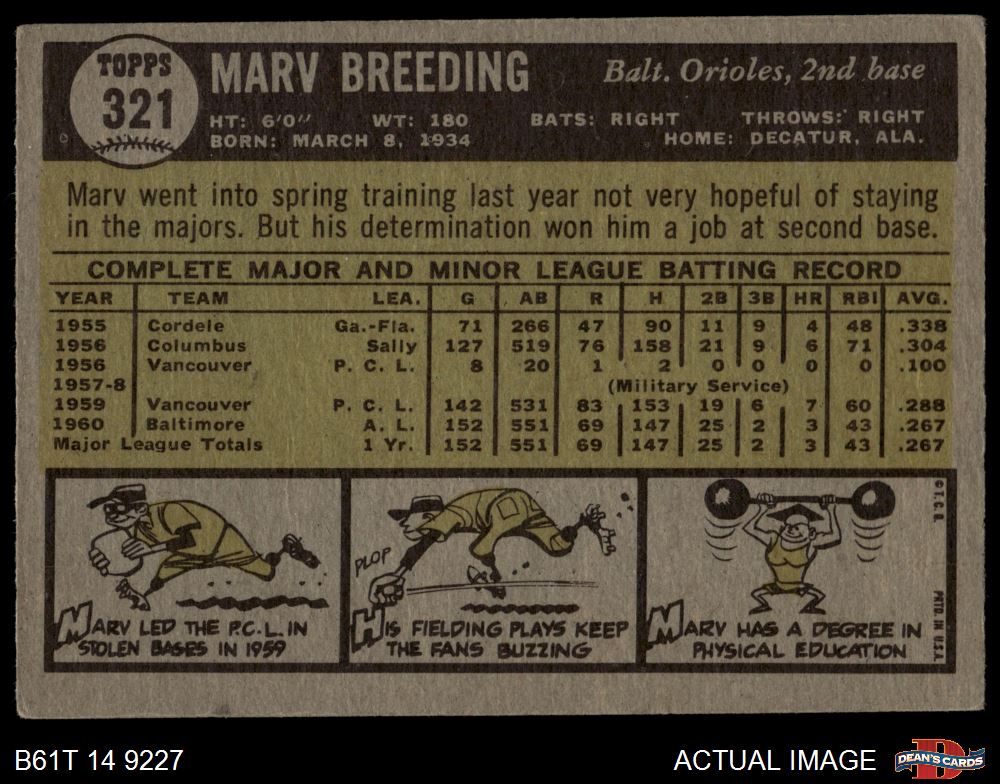 TOPPS
321
MARV BREEDING
Balt. Orioles, 2nd base
HT: 6'0" WT: 180 BATS: RIGHT THROWS: RIGHT
BORN: MARCH 8, 1934 HOME: DECATUR, ALA.
Marv went into spring training last year not very hopeful of staying
in the majors. But his determination won him a job at second base.
COMPLETE MAJOR AND MINOR LEAGUE BATTING RECORD
YEAR TEAM LEA. G AB R H 2B 3B HR RBI AVG.
1955 Cordele Ga.-Fla. 71 266 47 90 11 9 4 48 .338
1956 Columbus Sally 127 519 76 158 21 9 6 71 .304
1956 Vancouver P. C. L. 8 20 1 2 0 0 0 0 .100
1957-8 (Military Service)
1959 Vancouver P. C. L. 142 531 83 153 19 6 7 60 .288
1960 Baltimore A. L. 152 551 69 147 25 2 3 43 .267
Major League Totals 1 Yr. 152 551 69 147 25 2 3 43 .267
MARV LED THE P.C.L. IN
STOLEN BASES IN 1959
PLOP
HIS FIELDING PLAYS KEEP
THE FANS BUZZING
MARV HAS A DEGREE IN
PHYSICAL EDUCATION
© T.C.G.
PRTD. IN U.S.A.
B61T 14 9227
ACTUAL IMAGE
DEAN'S CARDS